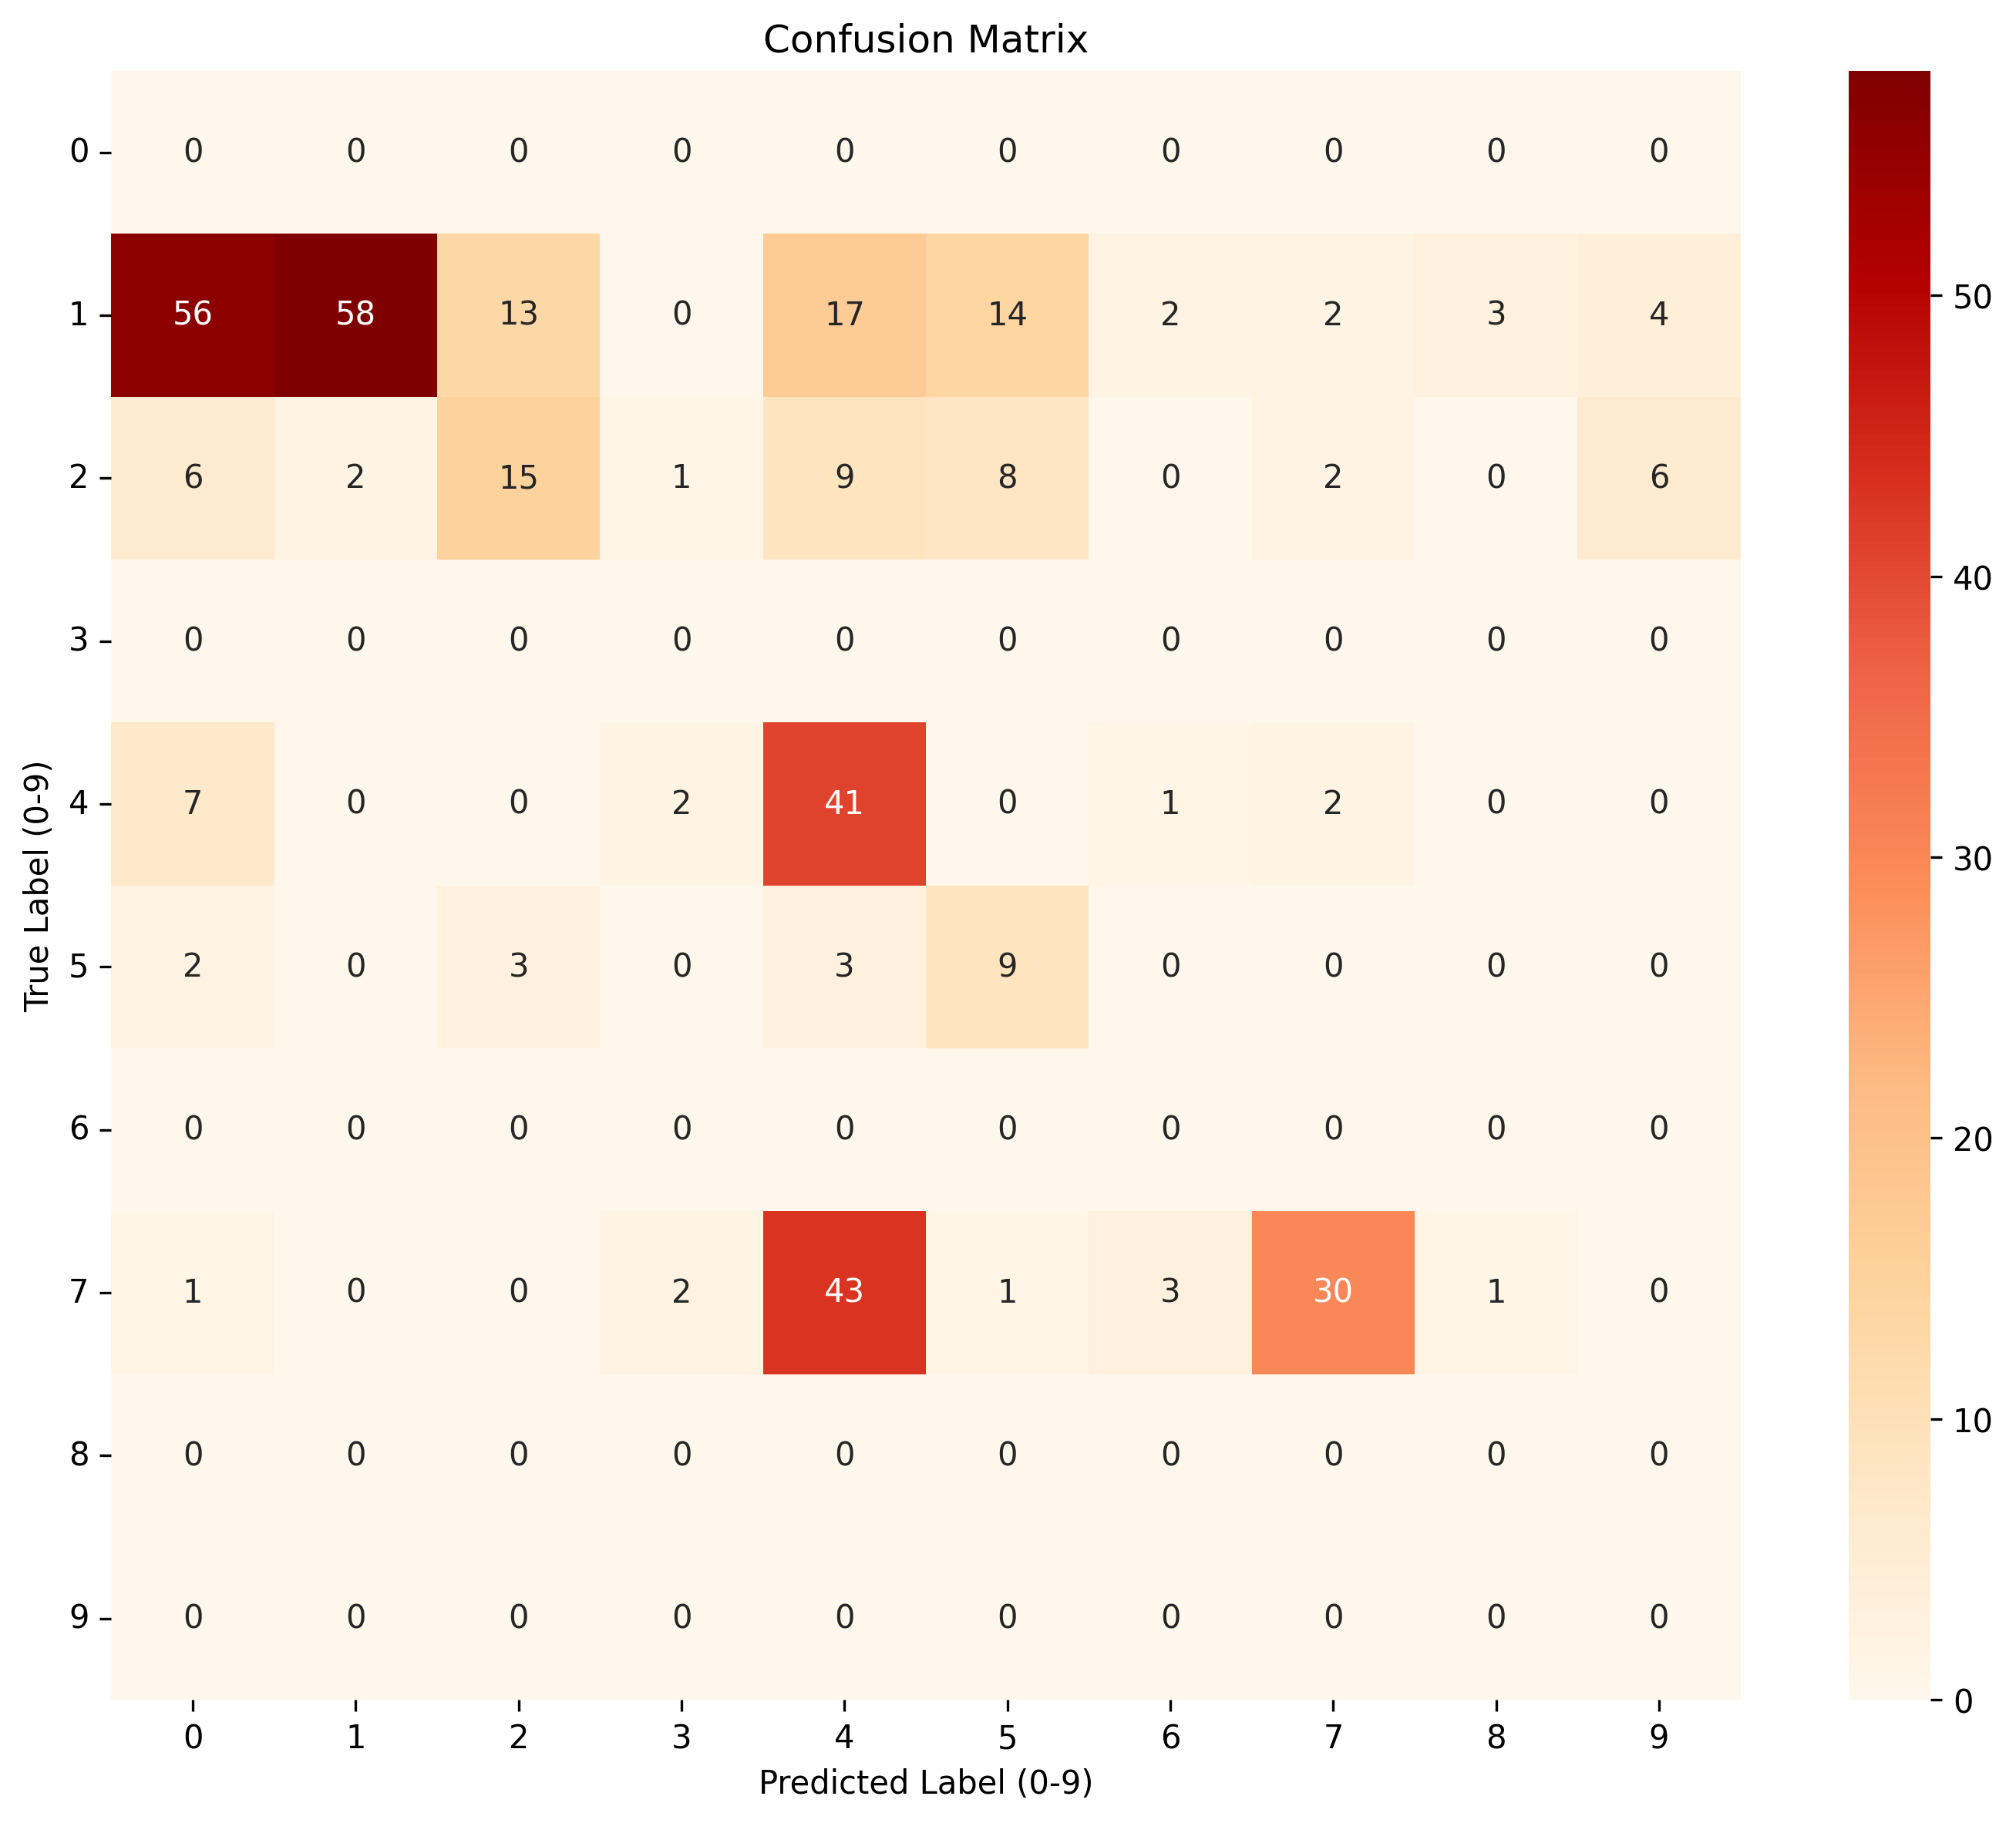 Confusion Matrix
0 0 0 0 0 0 0 0 0 0 0
1 56 58 13 0 17 14 2 2 3 4
2 6 2 15 1 9 8 0 2 0 6
3 0 0 0 0 0 0 0 0 0 0
4 7 0 0 2 41 0 1 2 0 0
5 2 0 3 0 3 9 0 0 0 0
6 0 0 0 0 0 0 0 0 0 0
7 1 0 0 2 43 1 3 30 1 0
8 0 0 0 0 0 0 0 0 0 0
9 0 0 0 0 0 0 0 0 0 0
0 1 2 3 4 5 6 7 8 9
Predicted Label (0-9)
True Label (0-9)
50
40
30
20
10
0